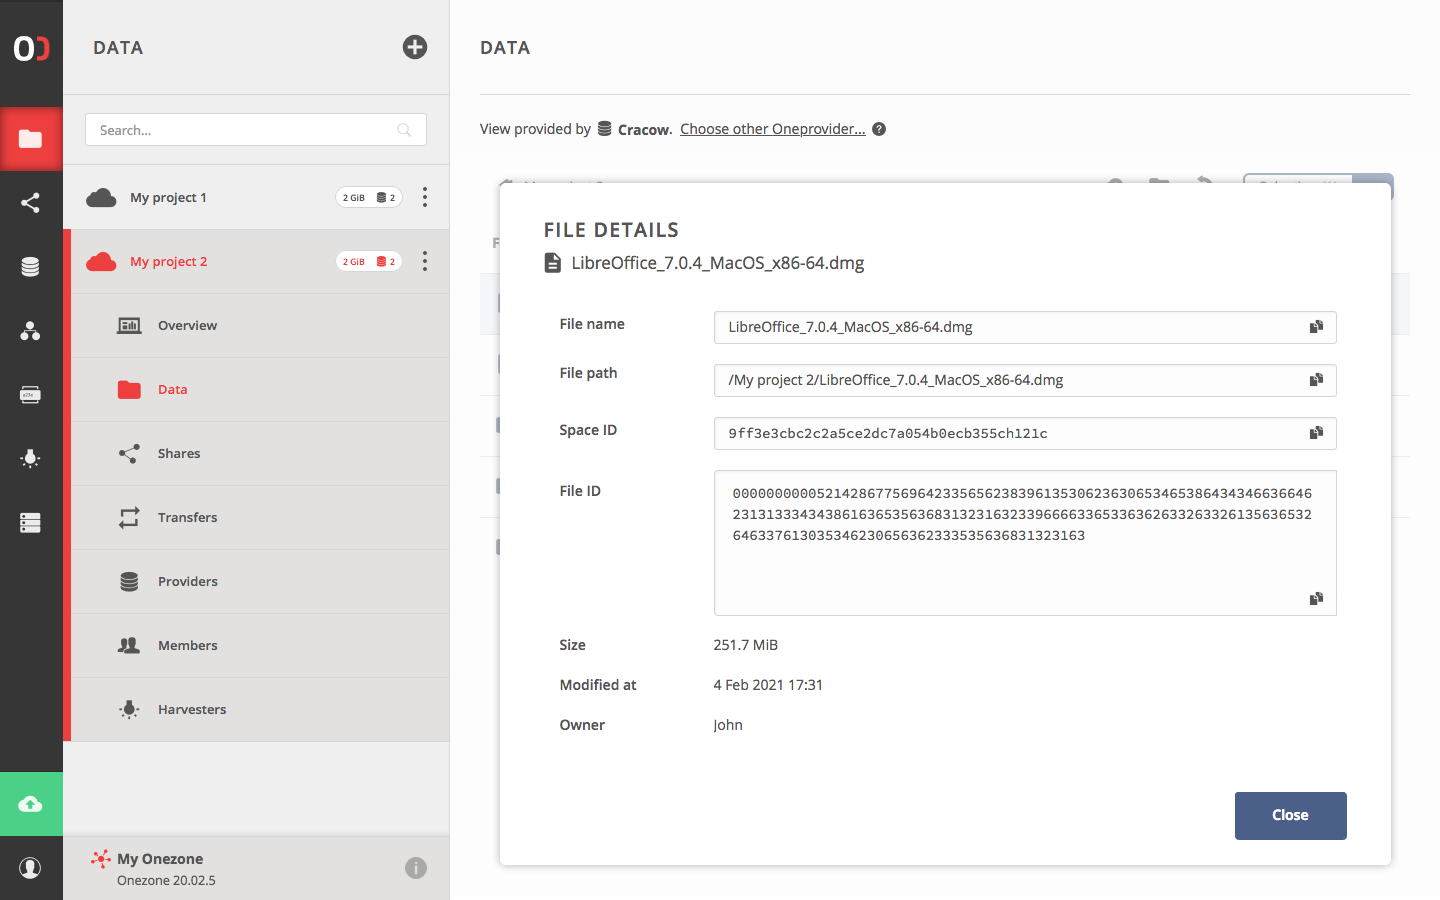 DATA
Search...
My project 1
2 GiB 2
My project 2
2 GiB 2
Overview
Data
Shares
Transfers
Providers
Members
Harvesters
My Onezone
Onezone 20.02.5
DATA
View provided by Cracow. Choose other Oneprovider...
FILE DETAILS
LibreOffice_7.0.4_MacOS_x86-64.dmg
File name
LibreOffice_7.0.4_MacOS_x86-64.dmg
File path
/My project 2/LibreOffice_7.0.4_MacOS_x86-64.dmg
Space ID
9ff3e3cbc2c2a5ce2dc7a054b0ecb355ch121c
File ID
000000000052142867756964233565623839613530623630653465386434346636646
231313334343861636535636831323163233966663365336362633263326135636532
646337613035346230656362333535636831323163
Size
251.7 MiB
Modified at
4 Feb 2021 17:31
Owner
John
Close